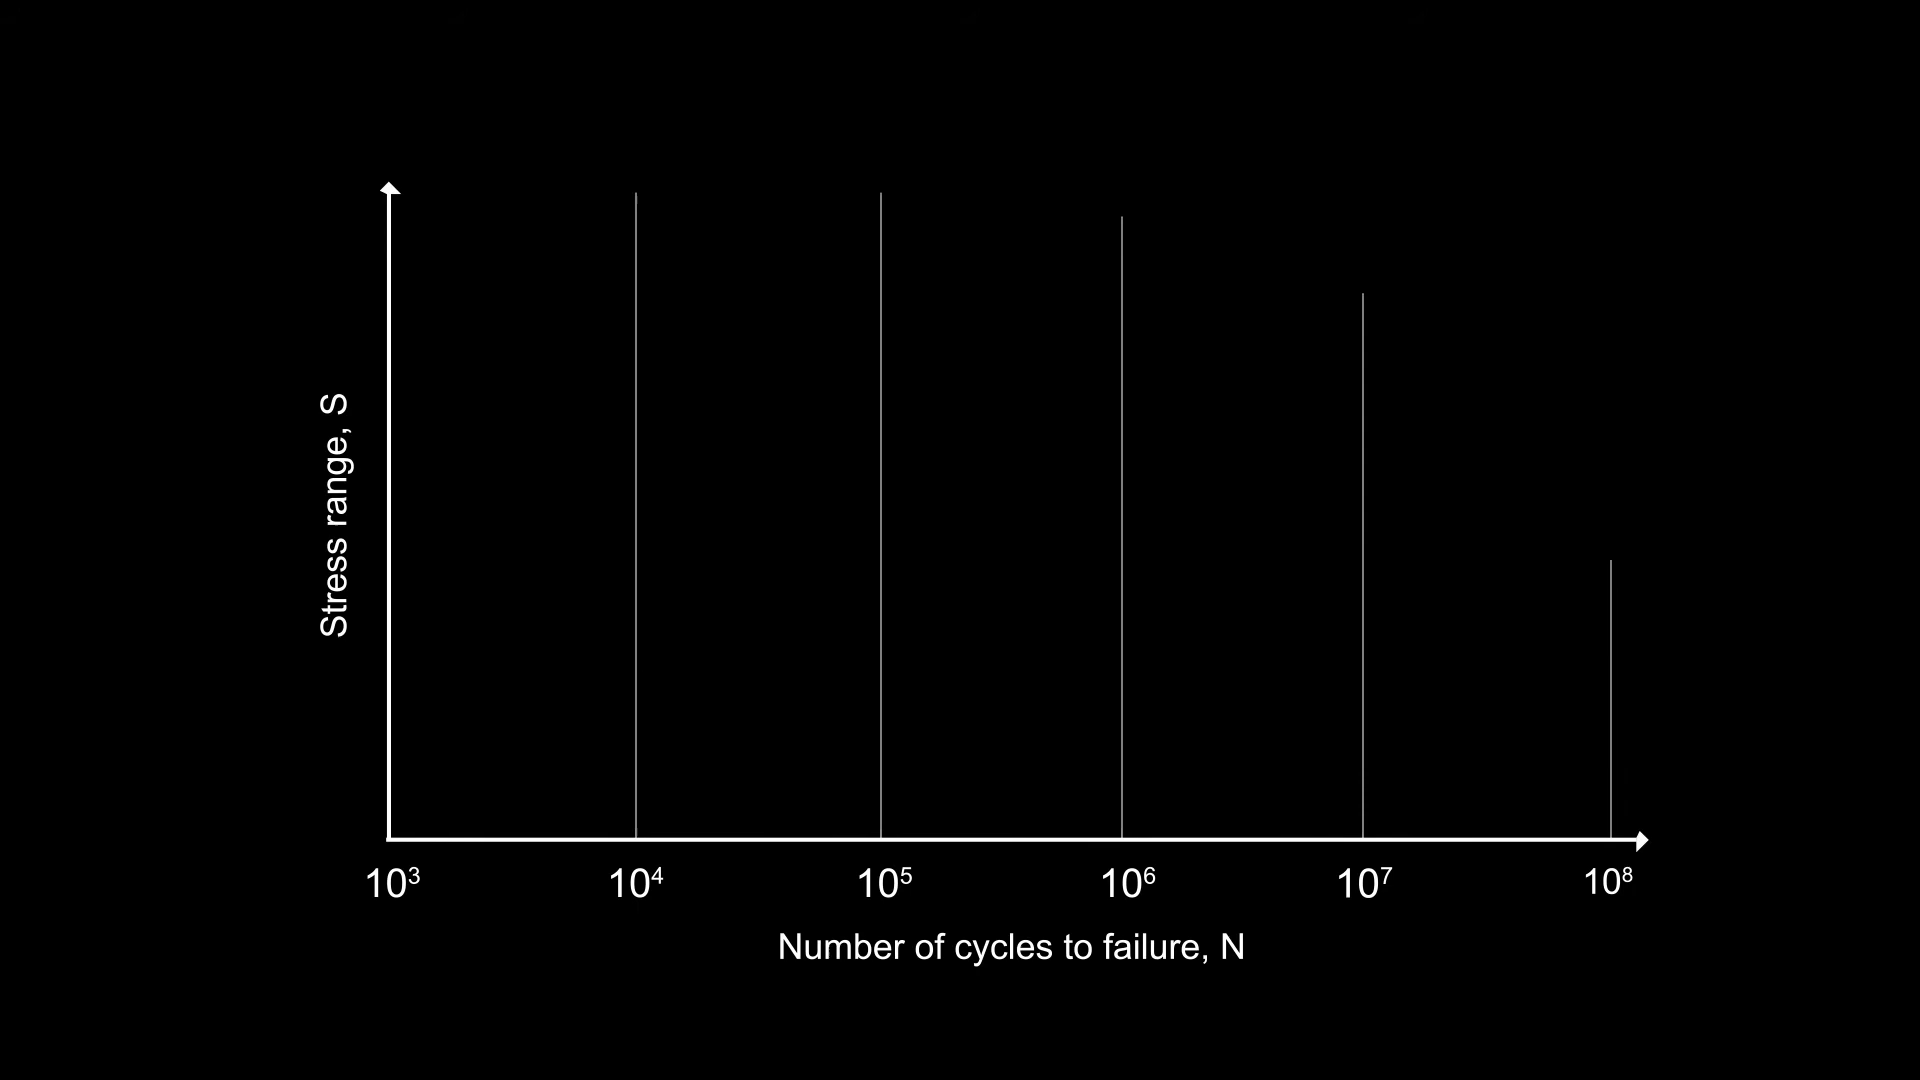 Stress range, S
10³ 10⁴ 10⁵ 10⁶ 10⁷ 10⁸
Number of cycles to failure, N